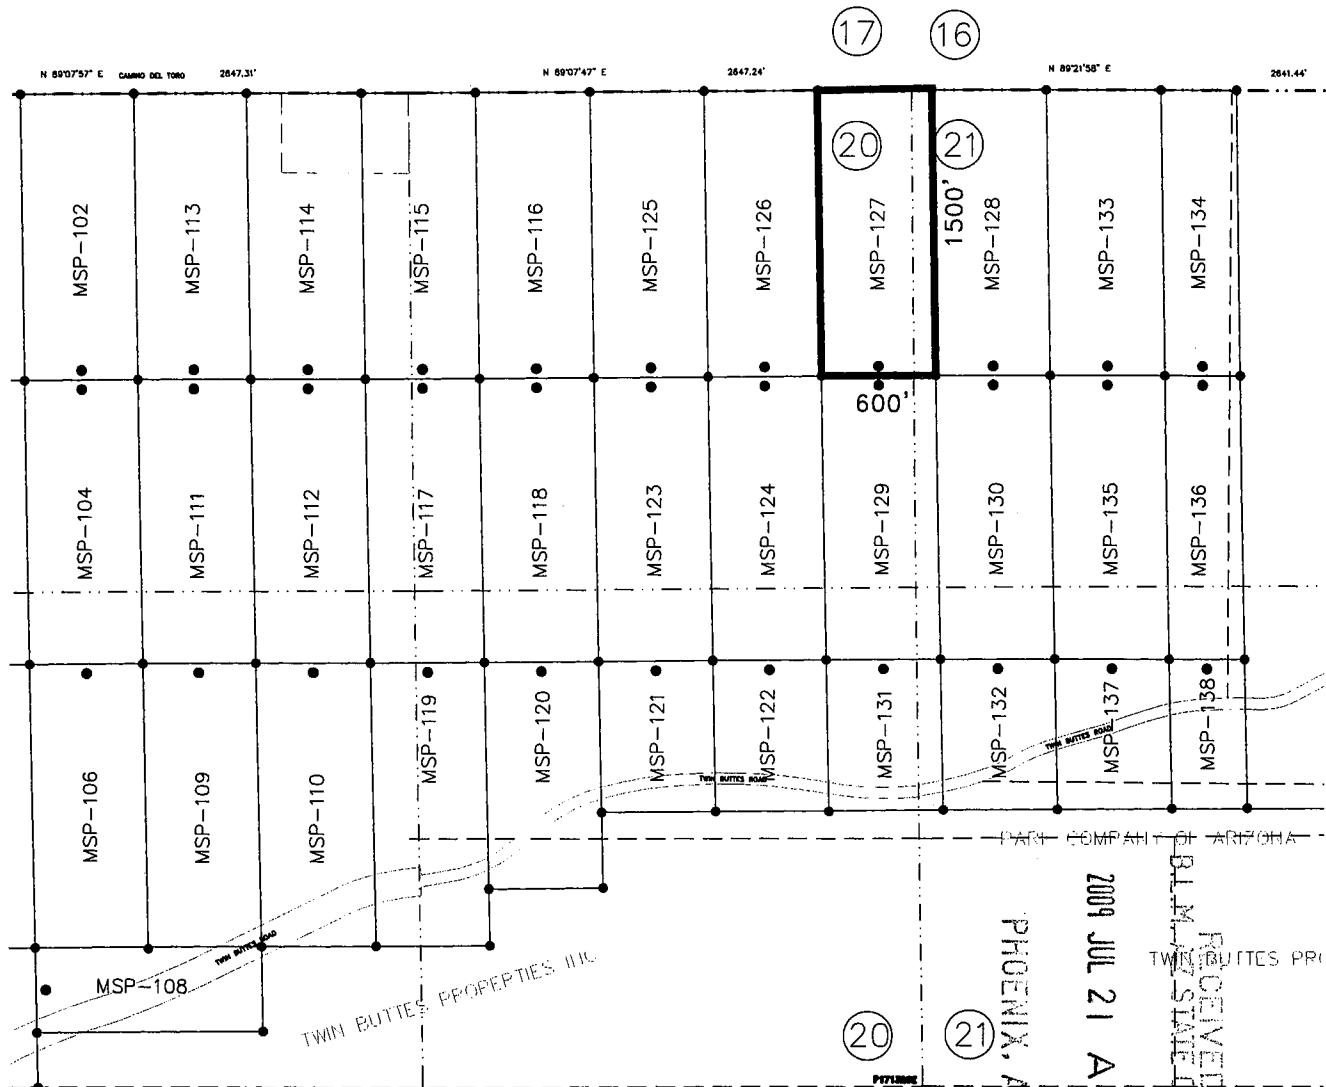 17 16
N 89°07'57" E CAMINO DEL TORO 2647.31' N 89°07'47" E 2647.24' N 89°21'58" E 2641.44'
20 21
MSP-102 MSP-113 MSP-114 MSP-115 MSP-116 MSP-125 MSP-126 MSP-127 1500' MSP-128 MSP-133 MSP-134
600'
MSP-104 MSP-111 MSP-112 MSP-117 MSP-118 MSP-123 MSP-124 MSP-129 MSP-130 MSP-135 MSP-136
MSP-119 MSP-120 MSP-121 MSP-122 MSP-131 MSP-132 MSP-137 MSP-138
TWIN BUTTES ROAD
TWIN BUTTES ROAD
MSP-106 MSP-109 MSP-110
COMPANY OF ARIZONA
TWIN BUTTES ROAD
MSP-108
TWIN BUTTES PROPERTIES INC
TWIN BUTTES PR
RECEIVED
B.L.M. AZ STATE
2009 JUL 21 A
PHOENIX, A
20 21